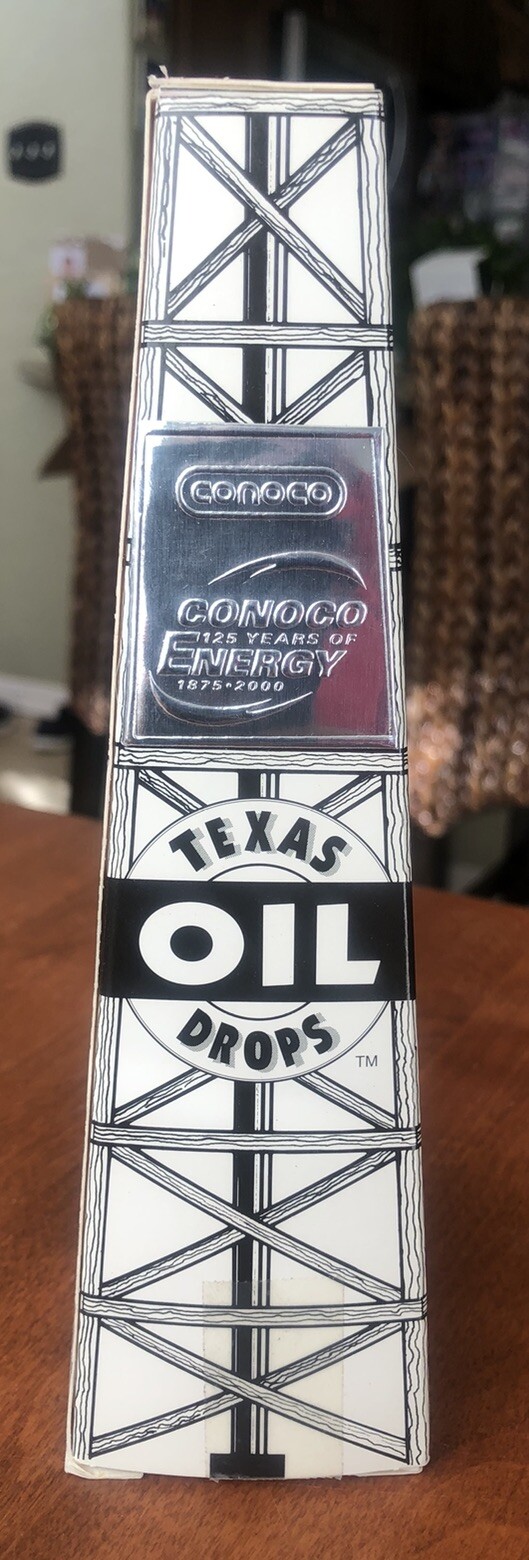 conoco
CONOCO
125 YEARS OF
ENERGY
1875•2000
TEXAS
OIL
DROPS
TM